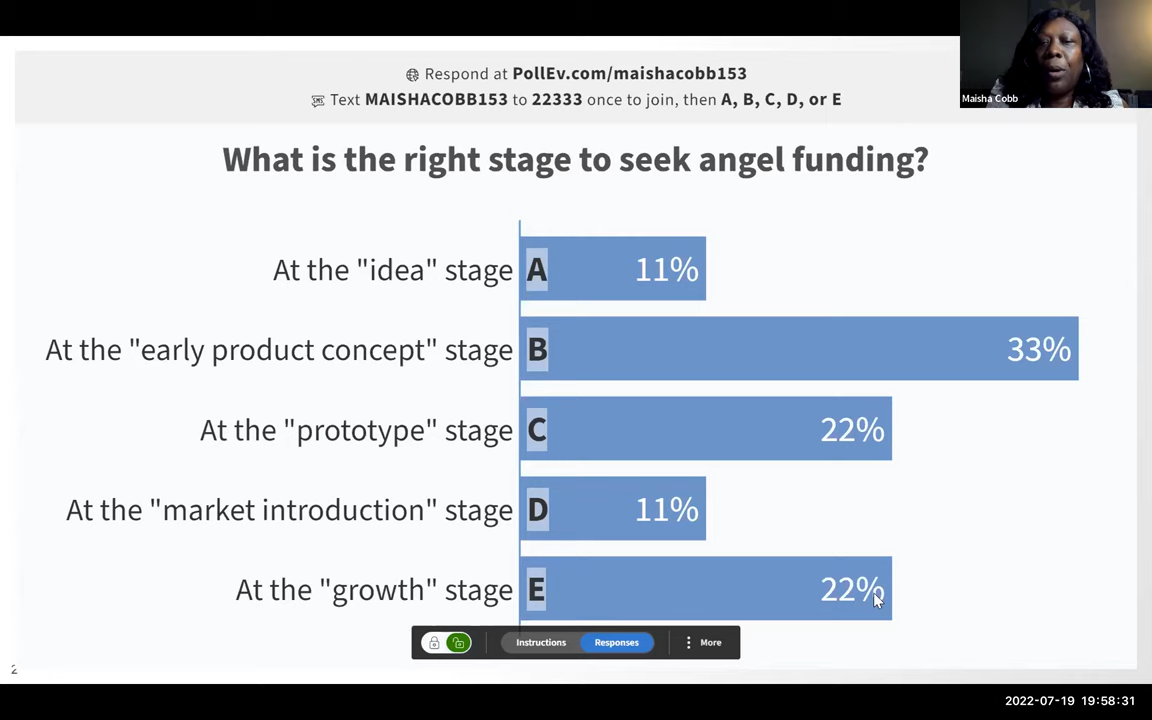 Respond at PollEv.com/maishacobb153
Text MAISHACOBB153 to 22333 once to join, then A, B, C, D, or E
Maisha Cobb
What is the right stage to seek angel funding?
At the "idea" stage A 11%
At the "early product concept" stage B 33%
At the "prototype" stage C 22%
At the "market introduction" stage D 11%
At the "growth" stage E 22%
Instructions Responses More
2
2022-07-19 19:58:31